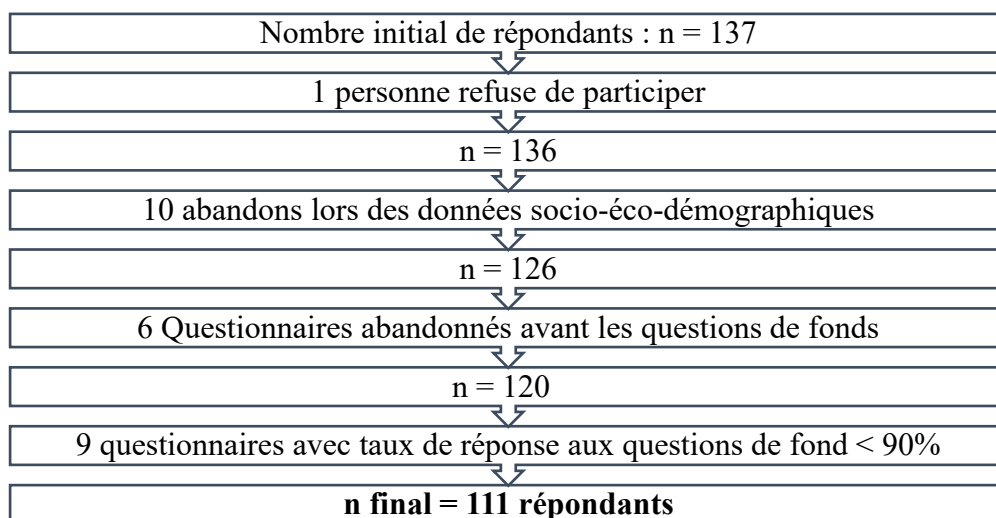 Nombre initial de répondants : n = 137
1 personne refuse de participer
n = 136
10 abandons lors des données socio-éco-démographiques
n = 126
6 Questionnaires abandonnés avant les questions de fonds
n = 120
9 questionnaires avec taux de réponse aux questions de fond < 90%
n final = 111 répondants